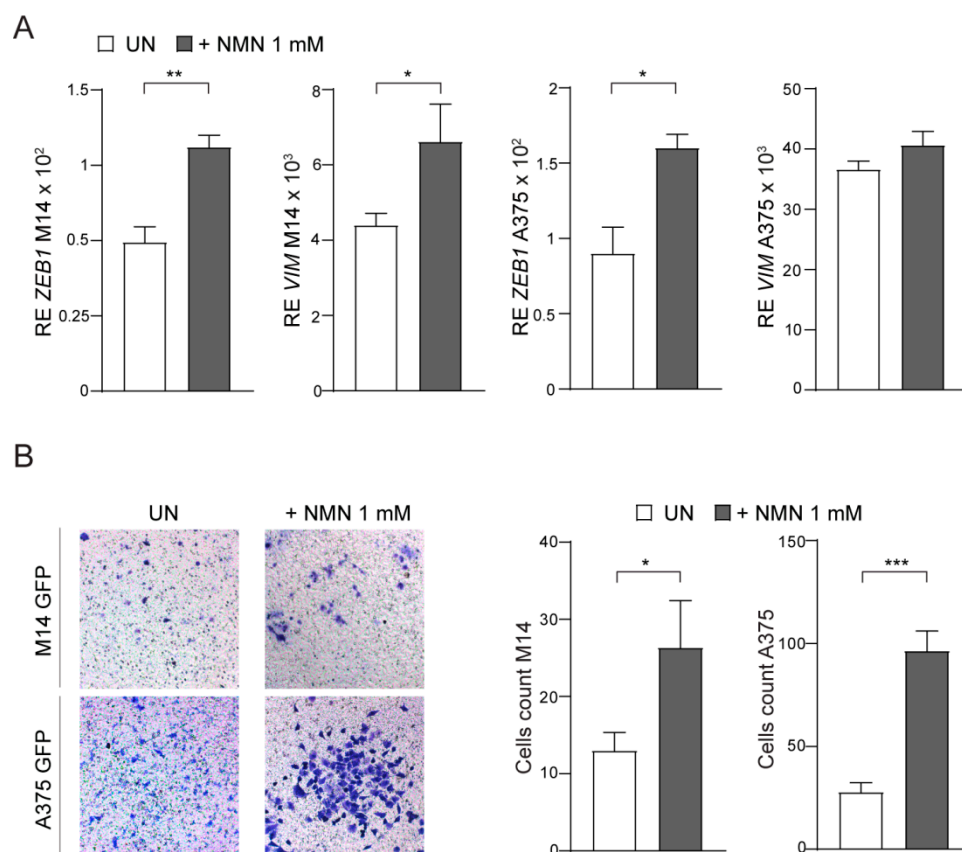 A
UN + NMN 1 mM
RE ZEB1 M14 x 10²
1.5
1
0.5
0.25
0
**
RE VIM M14 x 10³
8
6
4
2
0
*
RE ZEB1 A375 x 10²
2
1.5
1
0.5
0
*
RE VIM A375 x 10³
50
40
30
20
10
0
B
UN
+ NMN 1 mM
M14 GFP
A375 GFP
UN + NMN 1 mM
Cells count M14
40
30
20
10
0
*
Cells count A375
150
100
50
0
***